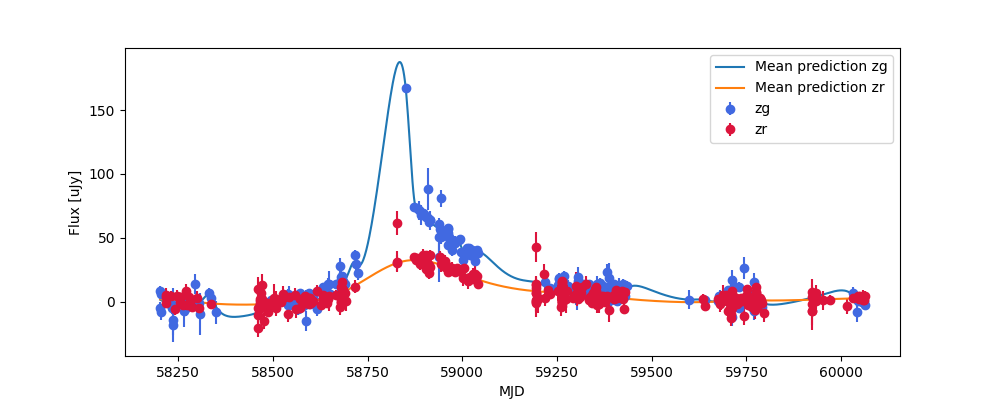 Mean prediction zg
Mean prediction zr
zg
zr
150
100
50
0
Flux [uJy]
58250 58500 58750 59000 59250 59500 59750 60000
MJD